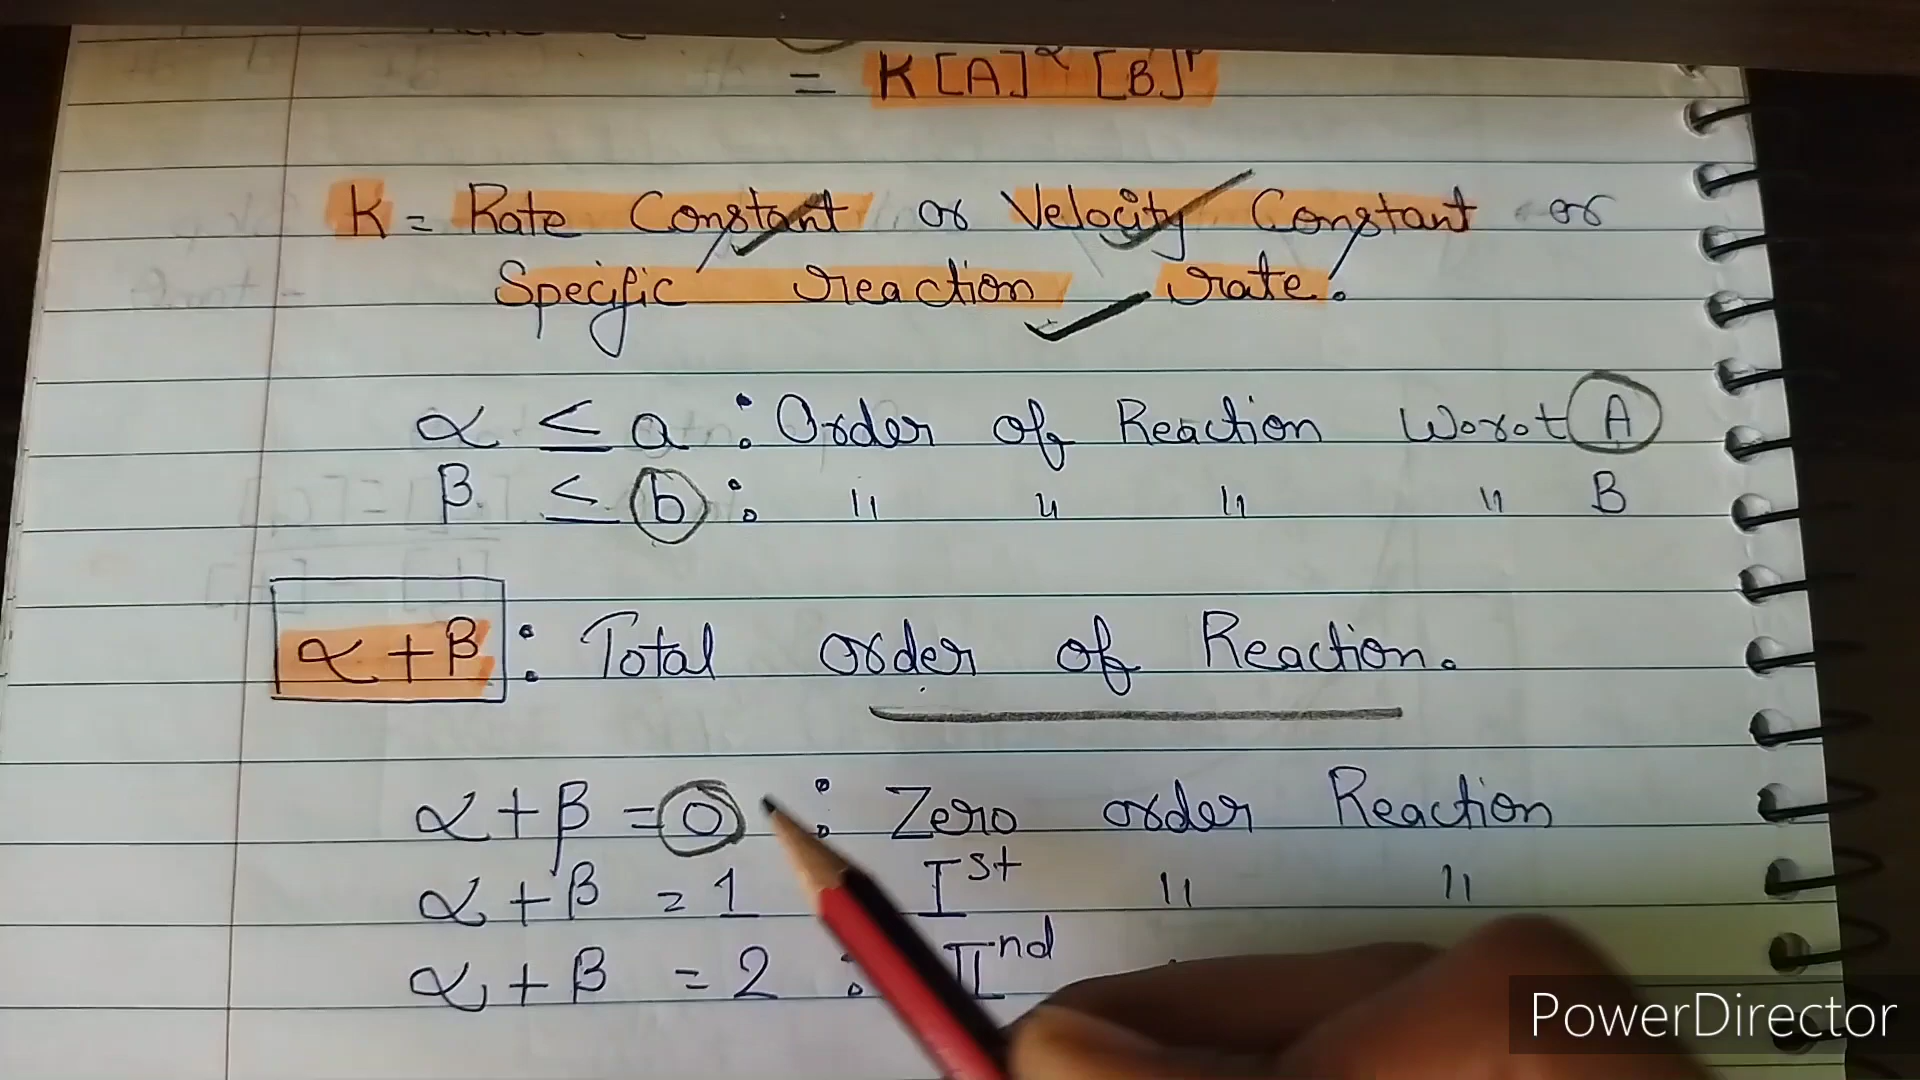 = K[A]^α [B]
K = Rate Constant or Velocity Constant or
Specific reaction rate.
α ≤ a : Order of Reaction w.r.t A
β ≤ b : " " " " B
α + β : Total order of Reaction.
α + β = 0 : Zero order Reaction
α + β = 1 Ist " "
α + β = 2 : IInd
PowerDirector